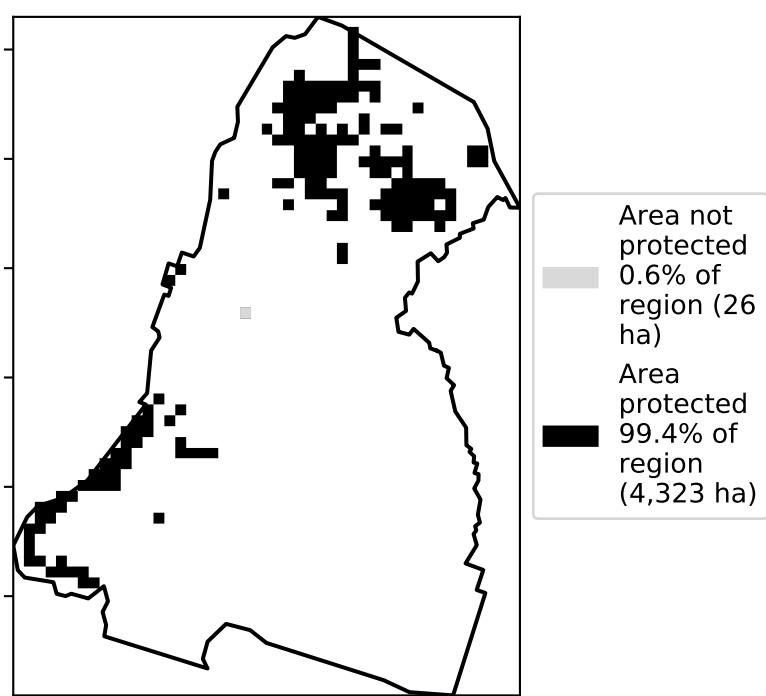 Area not
protected
0.6% of
region (26
ha)
Area
protected
99.4% of
region
(4,323 ha)